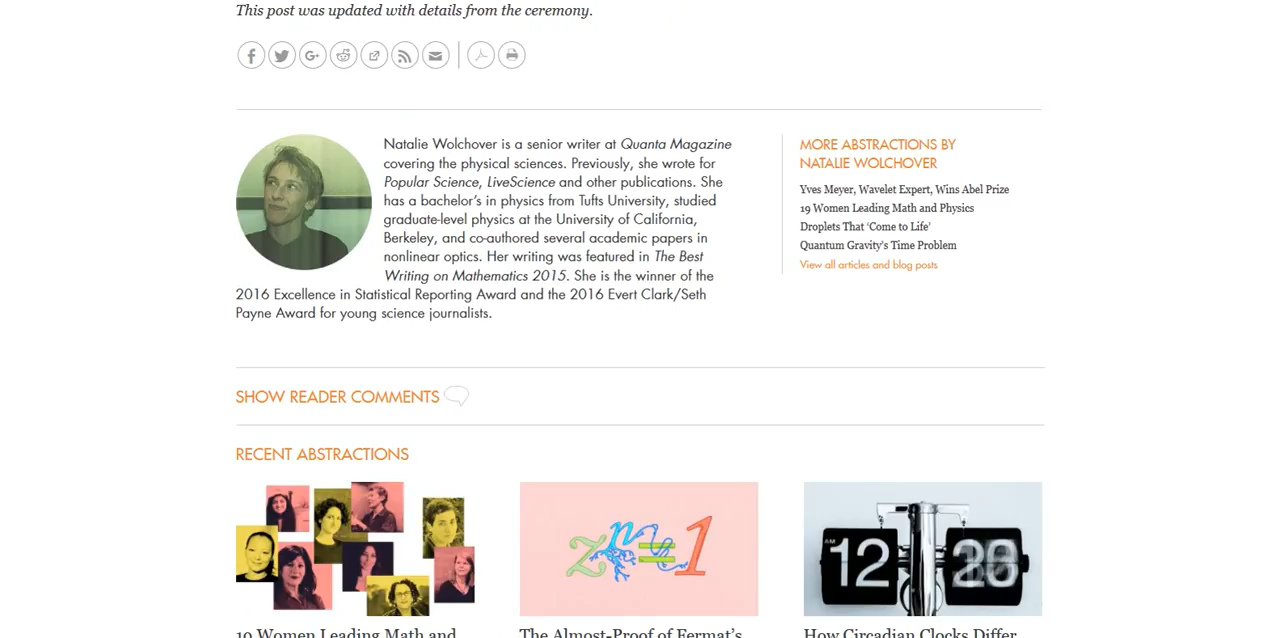 This post was updated with details from the ceremony.
Natalie Wolchover is a senior writer at Quanta Magazine
covering the physical sciences. Previously, she wrote for
Popular Science, LiveScience and other publications. She
has a bachelor's in physics from Tufts University, studied
graduate-level physics at the University of California,
Berkeley, and co-authored several academic papers in
nonlinear optics. Her writing was featured in The Best
Writing on Mathematics 2015. She is the winner of the
2016 Excellence in Statistical Reporting Award and the 2016 Evert Clark/Seth
Payne Award for young science journalists.
MORE ABSTRACTIONS BY
NATALIE WOLCHOVER
Yves Meyer, Wavelet Expert, Wins Abel Prize
19 Women Leading Math and Physics
Droplets That ‘Come to Life’
Quantum Gravity's Time Problem
View all articles and blog posts
SHOW READER COMMENTS
RECENT ABSTRACTIONS
z n = 1
AM
12
19 Women Leading Math and
The Almost-Proof of Fermat's
How Circadian Clocks Differ